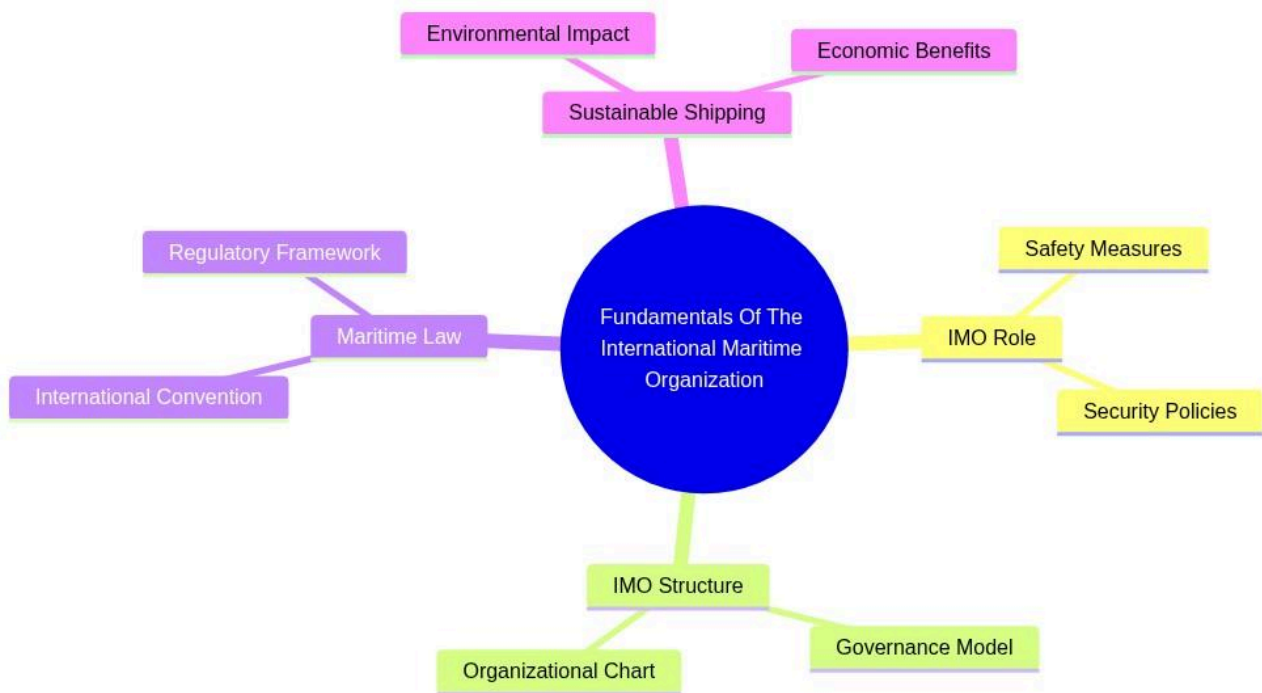 Environmental Impact
Economic Benefits
Sustainable Shipping
Regulatory Framework
Maritime Law
International Convention
Fundamentals Of The
International Maritime
Organization
Safety Measures
IMO Role
Security Policies
IMO Structure
Organizational Chart
Governance Model